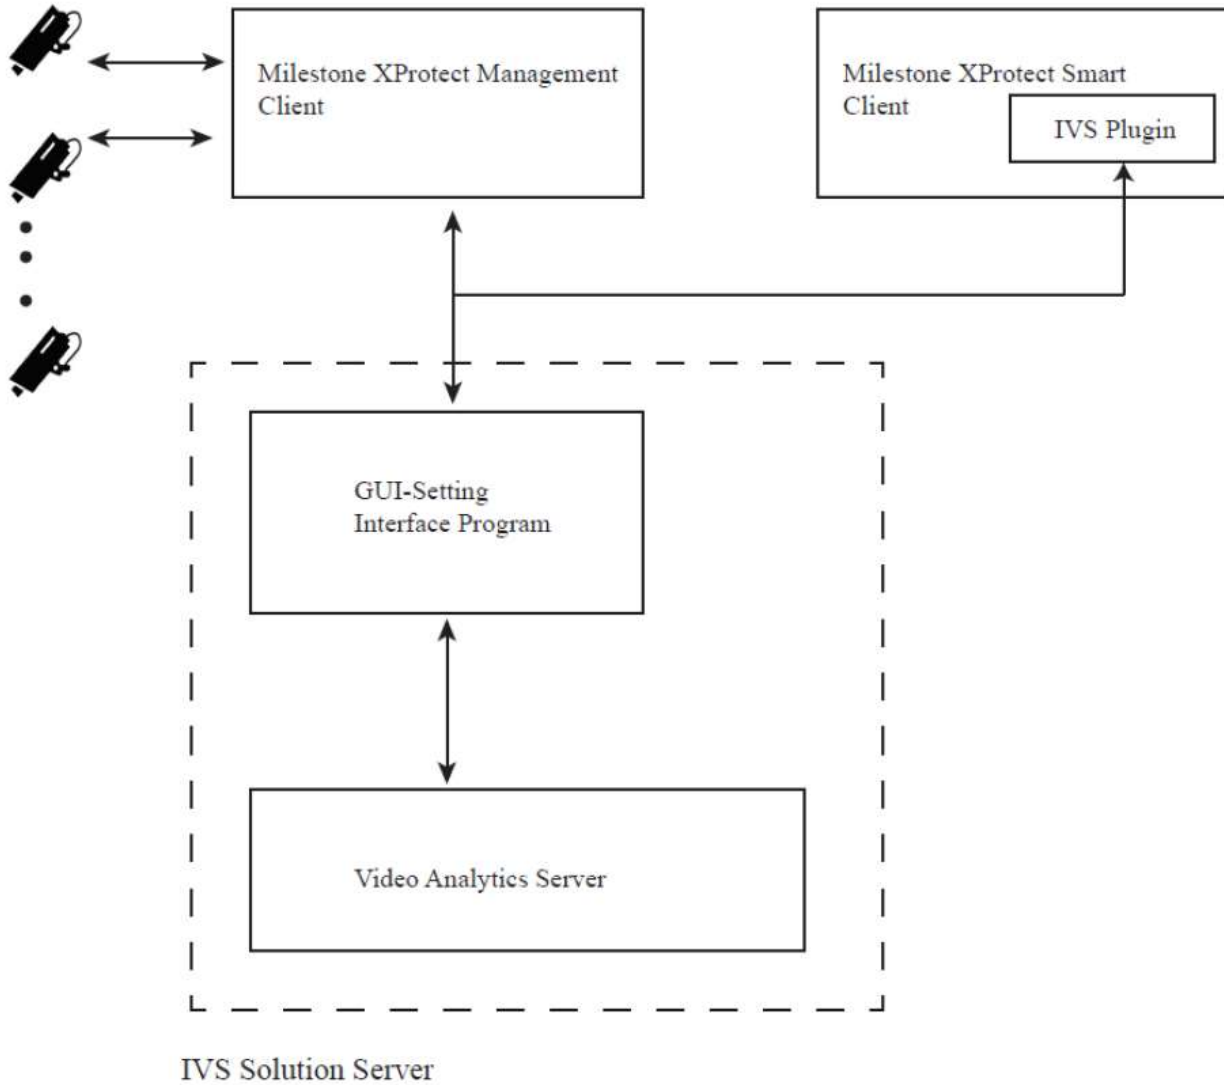 Milestone XProtect Management
Client
Milestone XProtect Smart
Client
IVS Plugin
GUI-Setting
Interface Program
Video Analytics Server
IVS Solution Server